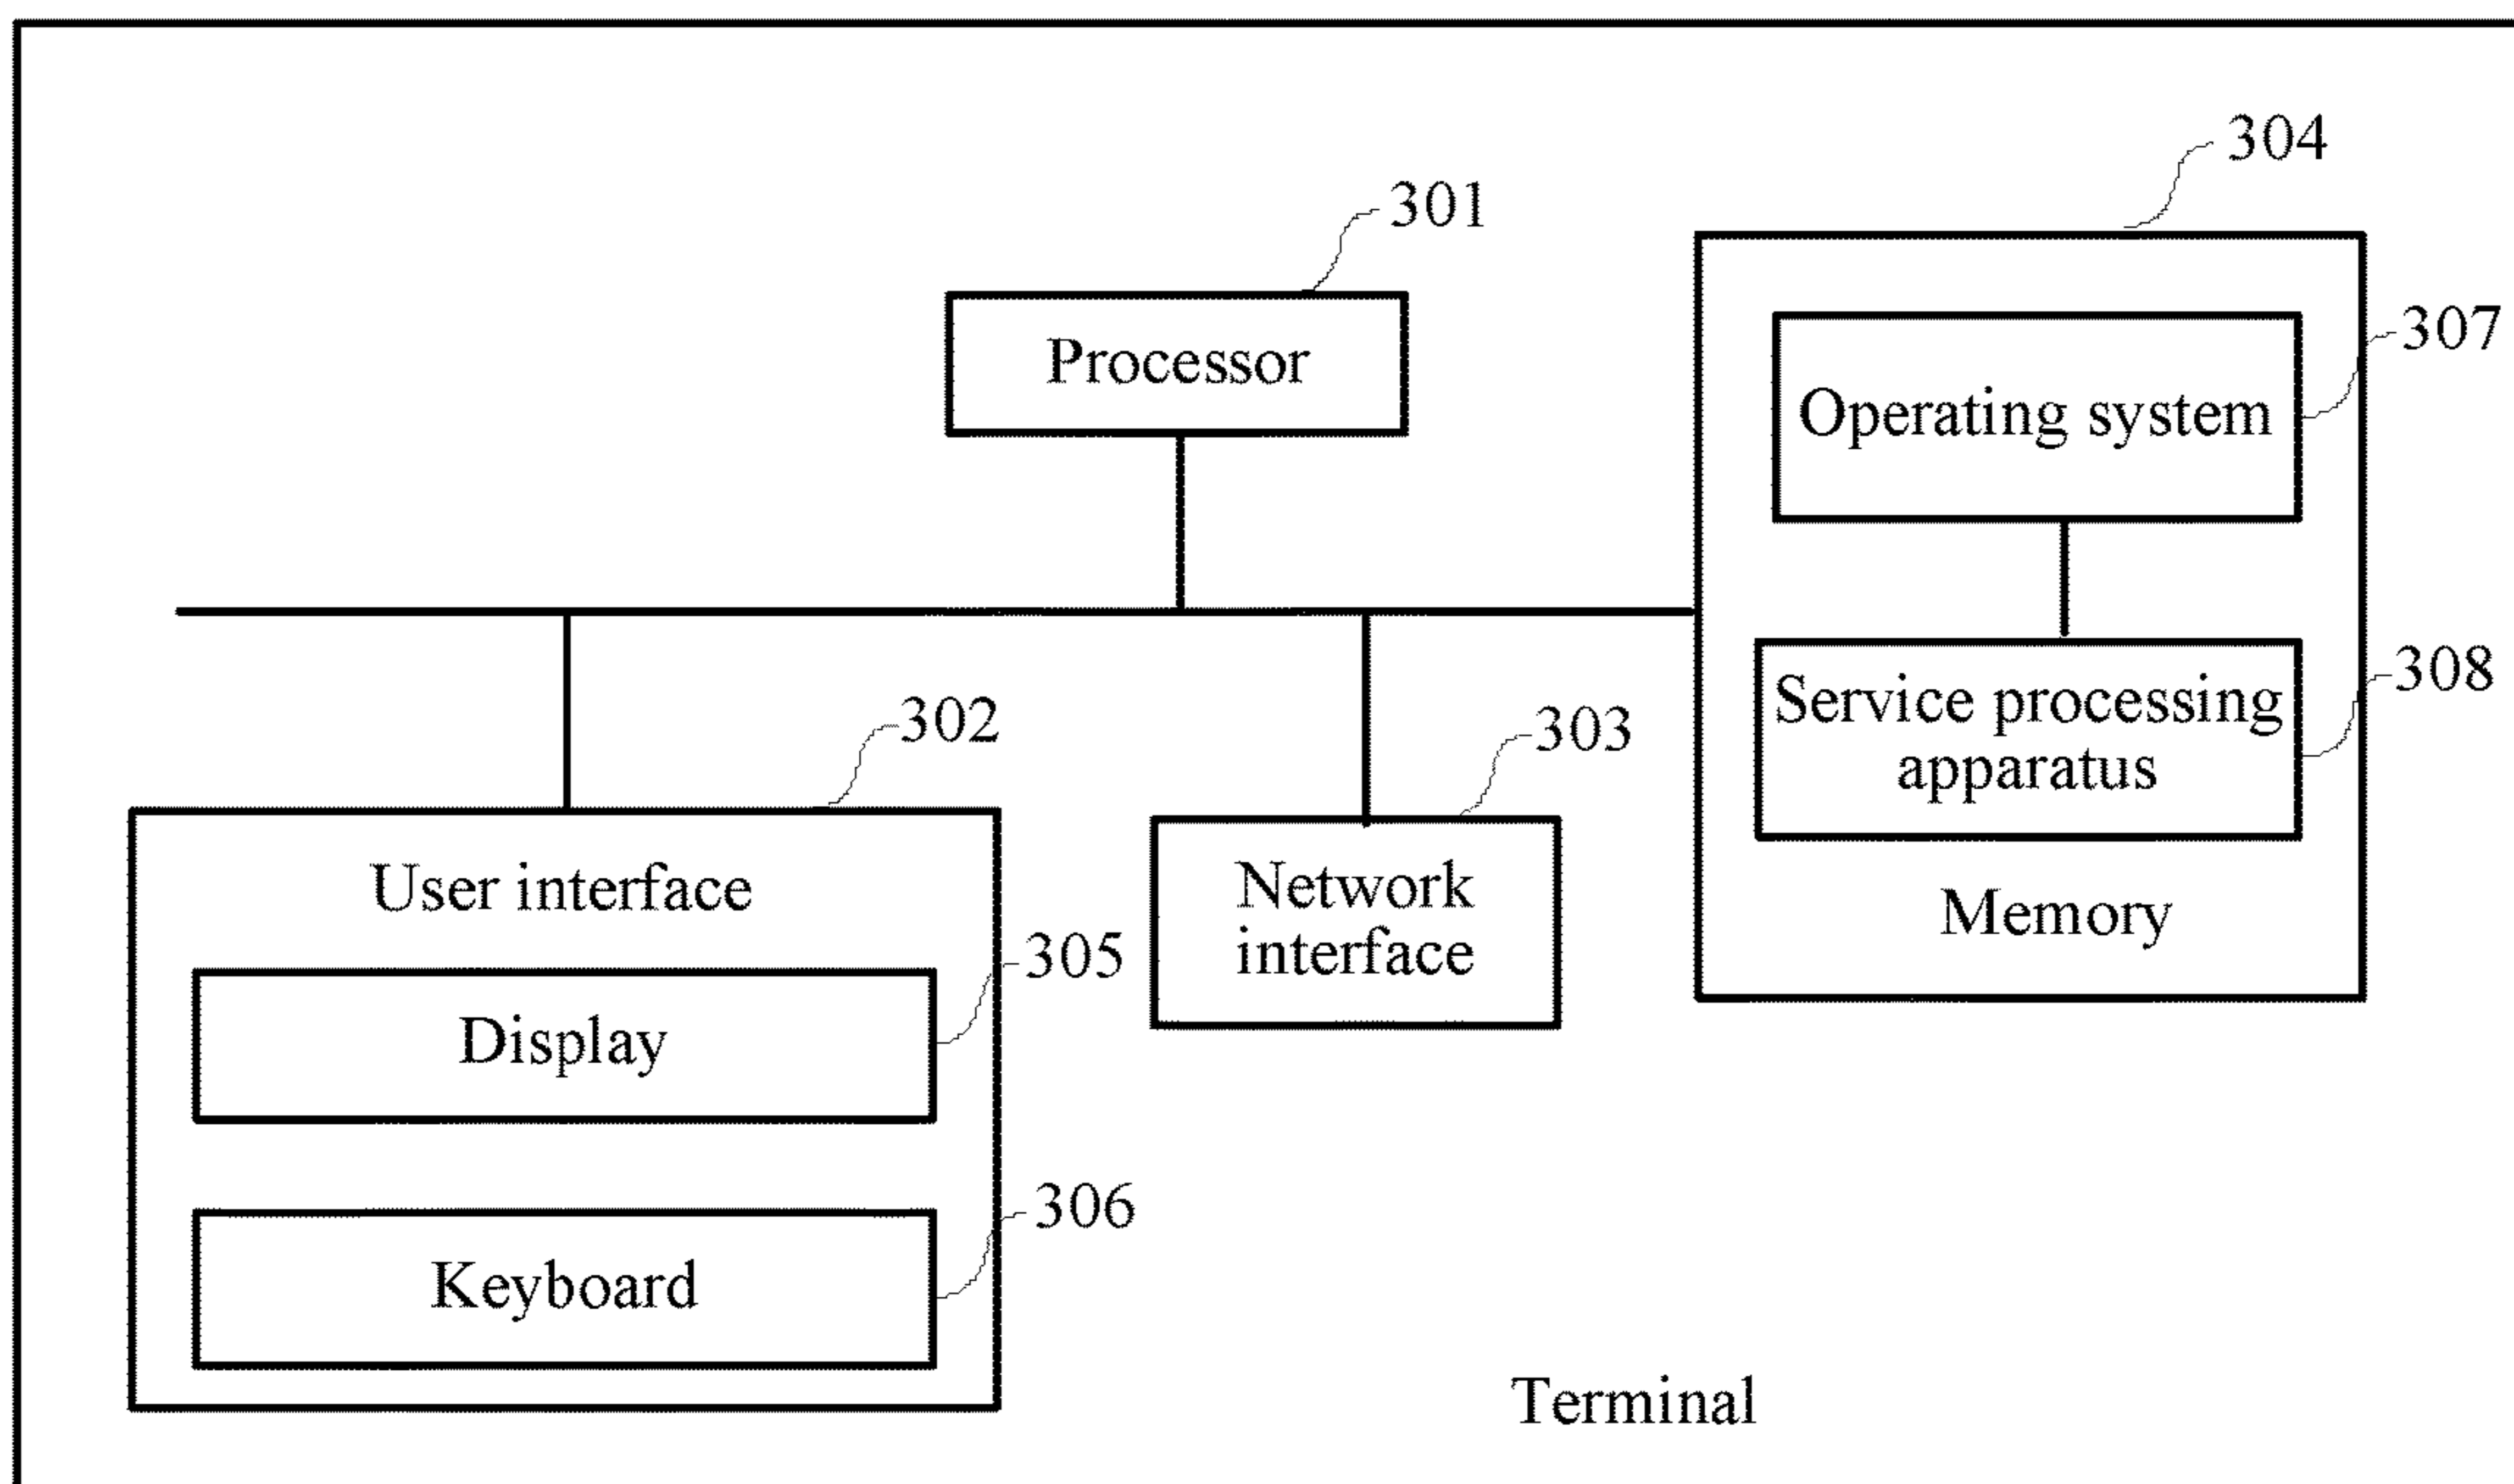 304
301
Processor
307
Operating system
308
Service processing
apparatus
Memory
302
User interface
303
Network
interface
305
Display
306
Keyboard
Terminal